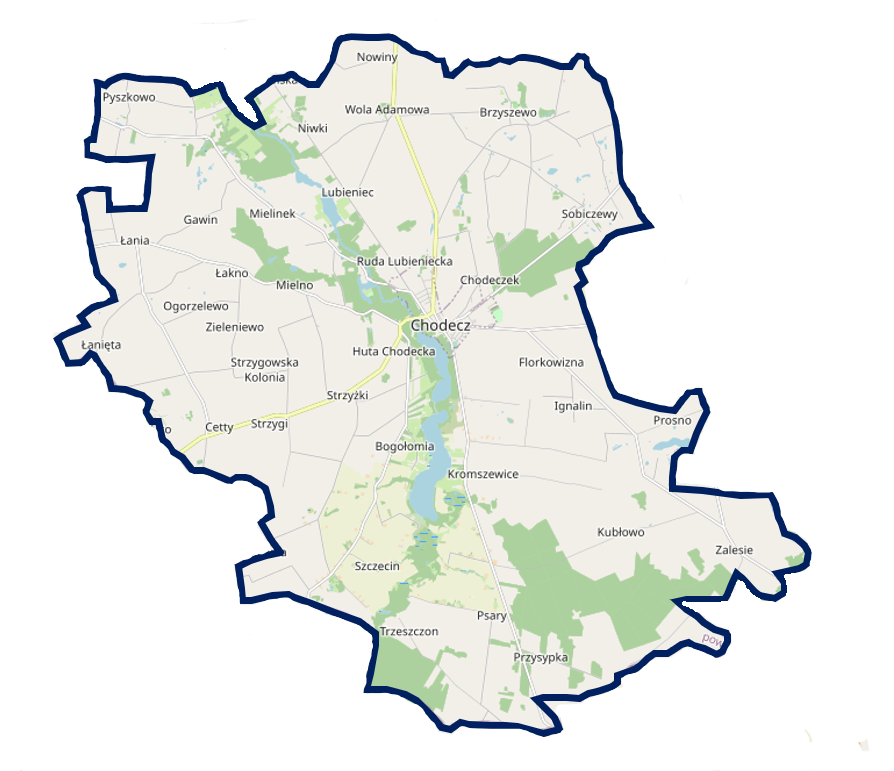 Nowiny
Pyszkowo
Wola Adamowa
Brzyszewo
Niwki
Lubieniec
Mielinek
Gawin
Sobiczewy
Łania
Ruda Lubieniecka
Łakno
Chodeczek
Mielno
Ogorzelewo
Zieleniewo
Chodecz
Łanięta
Huta Chodecka
Strzygowska
Kolonia
Florkowizna
Strzyżki
Ignalin
Prosno
Strzygi
Cetty
Bogołomia
Kromszewice
Kubłowo
Zalesie
Szczecin
Psary
Trzeszczon
pow
Przysypka